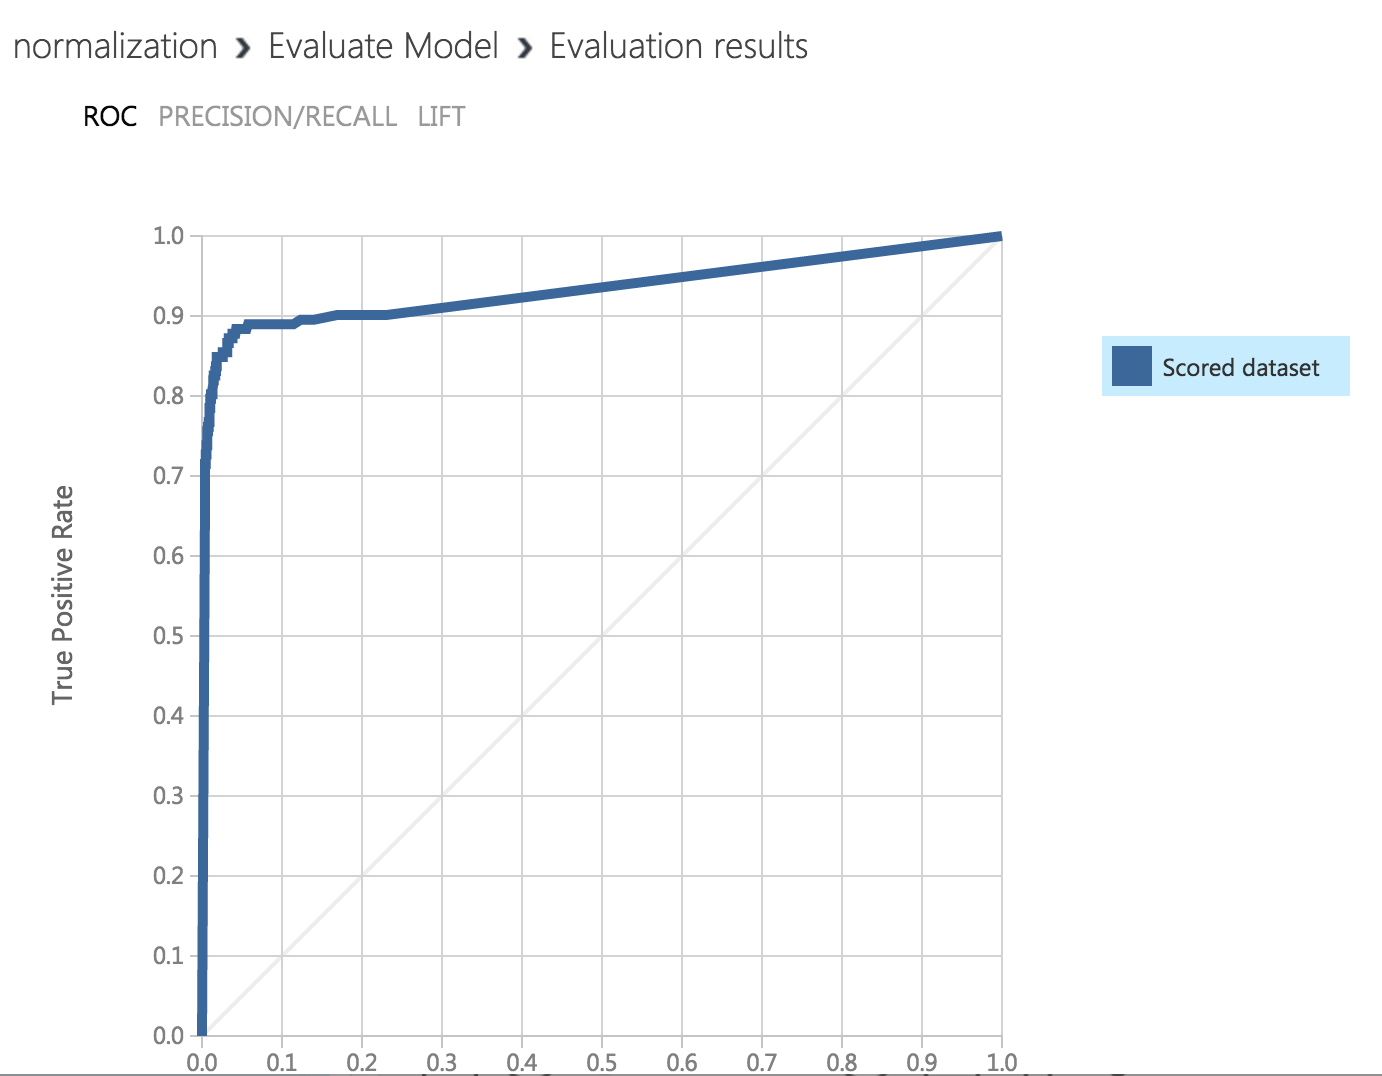 normalization › Evaluate Model › Evaluation results
ROC PRECISION/RECALL LIFT
1.0
0.9
Scored dataset
0.8
0.7
True Positive Rate
0.6
0.5
0.4
0.3
0.2
0.1
0.0
0.0 0.1 0.2 0.3 0.4 0.5 0.6 0.7 0.8 0.9 1.0